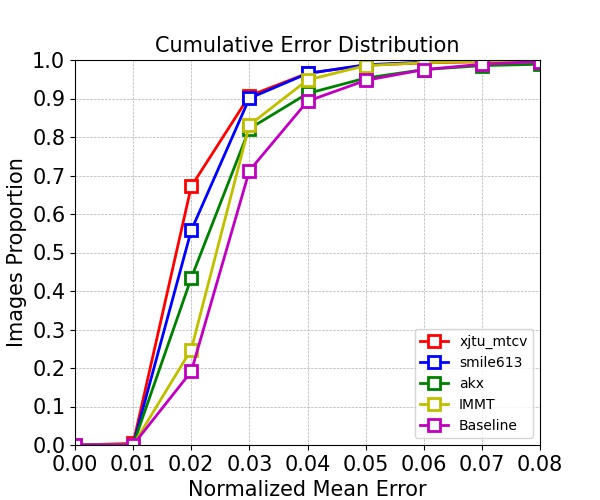 Cumulative Error Distribution
1.0
0.9
0.8
0.7
0.6
0.5
0.4
0.3
0.2
0.1
0.0
Images Proportion
xjtu_mtcv
smile613
akx
IMMT
Baseline
0.00 0.01 0.02 0.03 0.04 0.05 0.06 0.07 0.08
Normalized Mean Error